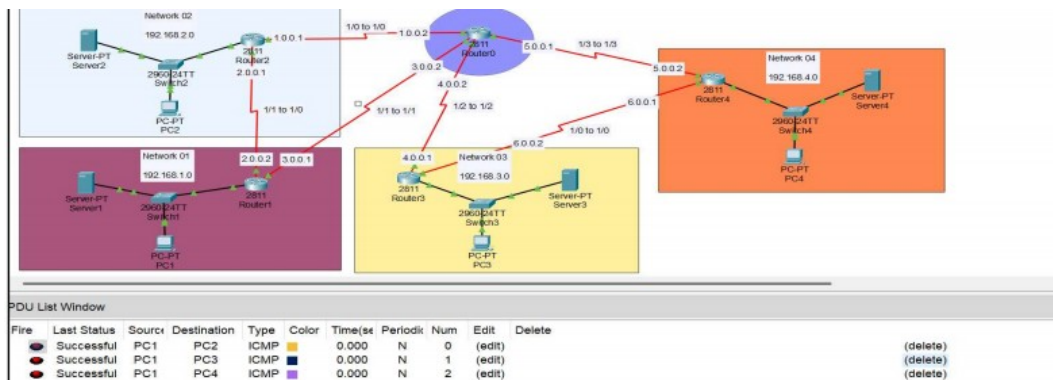 Network 02
192.168.2.0
Server-PT
Server2
2960-24TT
Switch2
PC-PT
PC2
2811
Router2
1.0.0.1
2.0.0.1
1/0 to 1/0
1.0.0.2
2811
Router0
5.0.0.1
3.0.0.2
4.0.0.2
1/3 to 1/3
1/1 to 1/0
1/1 to 1/1
1/2 to 1/2
1/0 to 1/0
5.0.0.2
6.0.0.1
2811
Router4
Network 04
192.168.4.0
Server-PT
Server4
2960-24TT
Switch4
PC-PT
PC4
Network 01
192.168.1.0
2.0.0.2
3.0.0.1
Server-PT
Server1
2960-24TT
Switch1
2811
Router1
PC-PT
PC1
4.0.0.1
6.0.0.2
Network 03
192.168.3.0
2811
Router3
2960-24TT
Switch3
Server-PT
Server3
PC-PT
PC3
PDU List Window
Fire Last Status Source Destination Type Color Time(se Periodic Num Edit Delete
Successful PC1 PC2 ICMP 0.000 N 0 (edit) (delete)
Successful PC1 PC3 ICMP 0.000 N 1 (edit) (delete)
Successful PC1 PC4 ICMP 0.000 N 2 (edit) (delete)